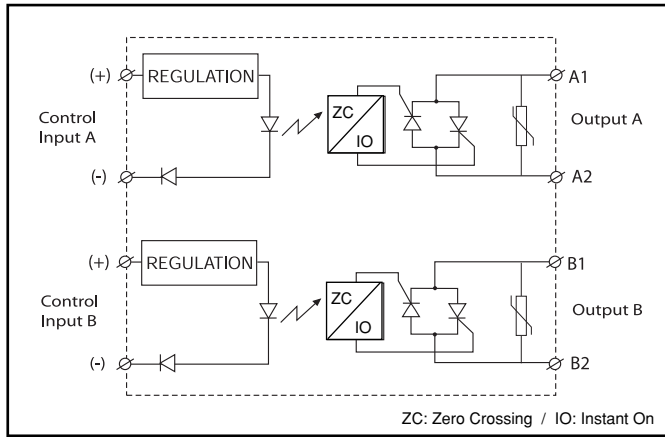 (+)
REGULATION
A1
Control
Input A
ZC
IO
Output A
(-)
A2
(+)
REGULATION
B1
Control
Input B
ZC
IO
Output B
(-)
B2
ZC: Zero Crossing / IO: Instant On